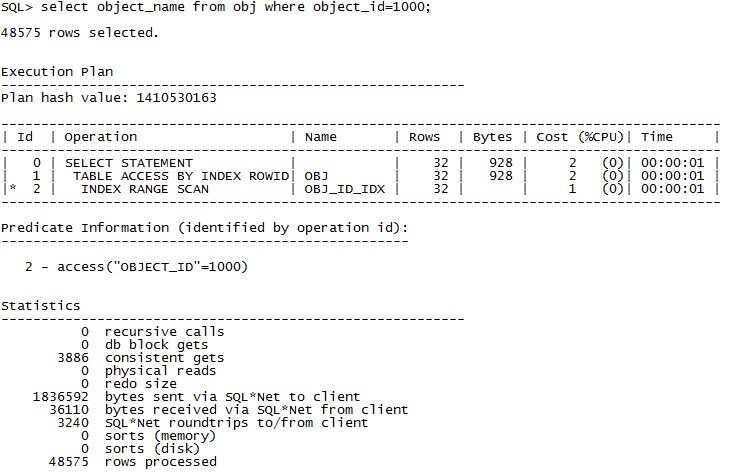 SQL> select object_name from obj where object_id=1000;
48575 rows selected.
Execution Plan
----------------------------------------------------------
Plan hash value: 1410530163
------------------------------------------------------------------------------------------
| Id  | Operation                   | Name       | Rows  | Bytes | Cost (%CPU)| Time     |
------------------------------------------------------------------------------------------
|   0 | SELECT STATEMENT            |            |    32 |   928 |     2   (0)| 00:00:01 |
|   1 |  TABLE ACCESS BY INDEX ROWID| OBJ        |    32 |   928 |     2   (0)| 00:00:01 |
|*  2 |   INDEX RANGE SCAN          | OBJ_ID_IDX |    32 |       |     1   (0)| 00:00:01 |
------------------------------------------------------------------------------------------
Predicate Information (identified by operation id):
---------------------------------------------------
   2 - access("OBJECT_ID"=1000)
Statistics
----------------------------------------------------------
          0  recursive calls
          0  db block gets
       3886  consistent gets
          0  physical reads
          0  redo size
    1836592  bytes sent via SQL*Net to client
      36110  bytes received via SQL*Net from client
       3240  SQL*Net roundtrips to/from client
          0  sorts (memory)
          0  sorts (disk)
      48575  rows processed